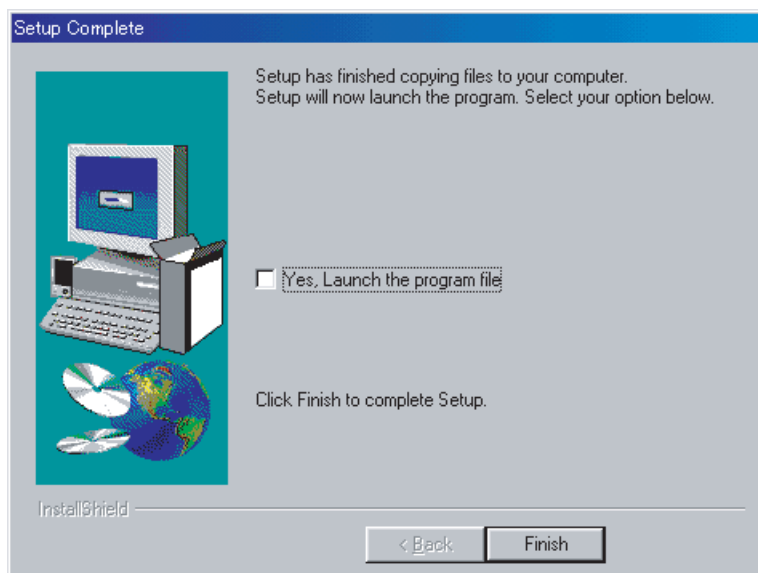 Setup Complete
Setup has finished copying files to your computer.
Setup will now launch the program. Select your option below.
Yes, Launch the program file
Click Finish to complete Setup.
InstallShield
< Back
Finish